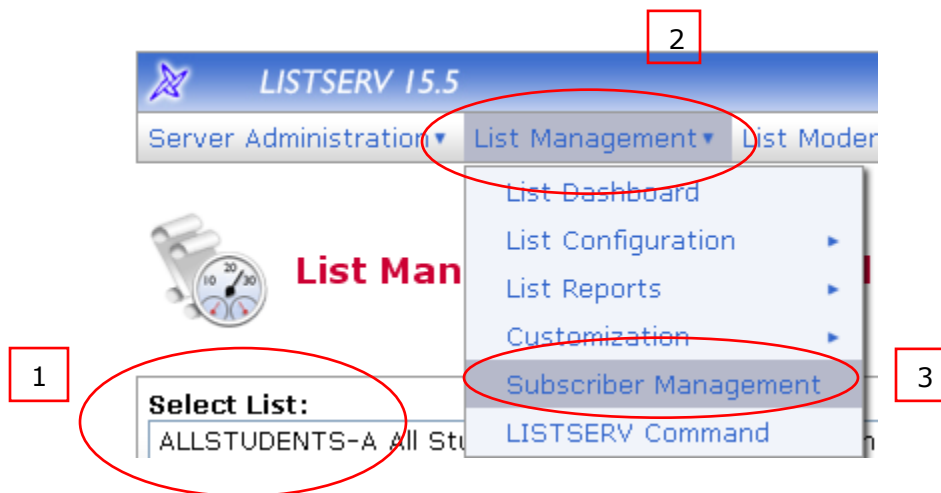 2
LISTSERV 15.5
Server Administration List Management List Moder
List Dashboard
List Configuration
List Man
List Reports
Customization
1
Subscriber Management
3
Select List:
ALLSTUDENTS-A All Stu
LISTSERV Command